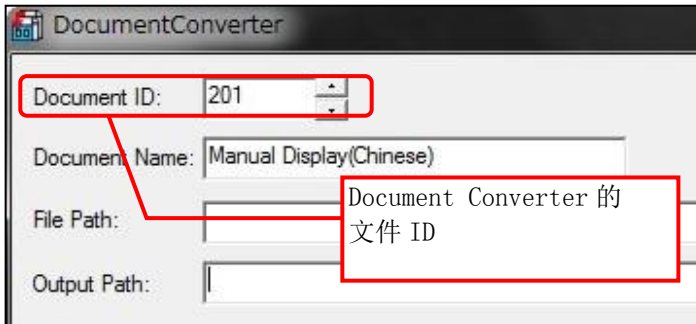 DocumentConverter
Document ID: 201
Document Name: Manual Display(Chinese)
File Path:
Document Converter 的
文件 ID
Output Path: